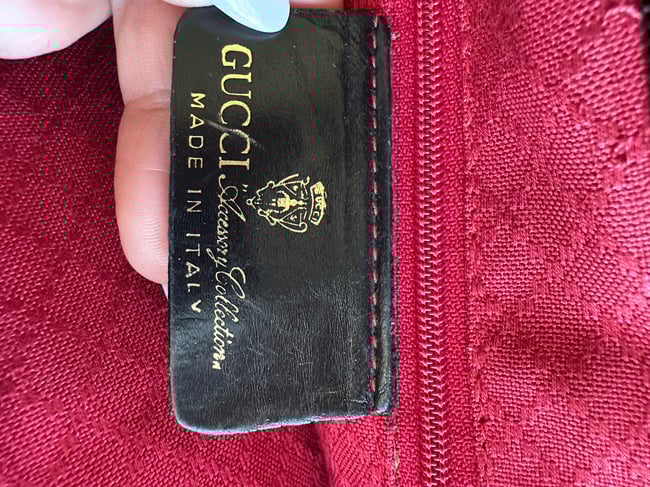 GUCCI
GUCCI "Accessory Collection"
MADE IN ITALY